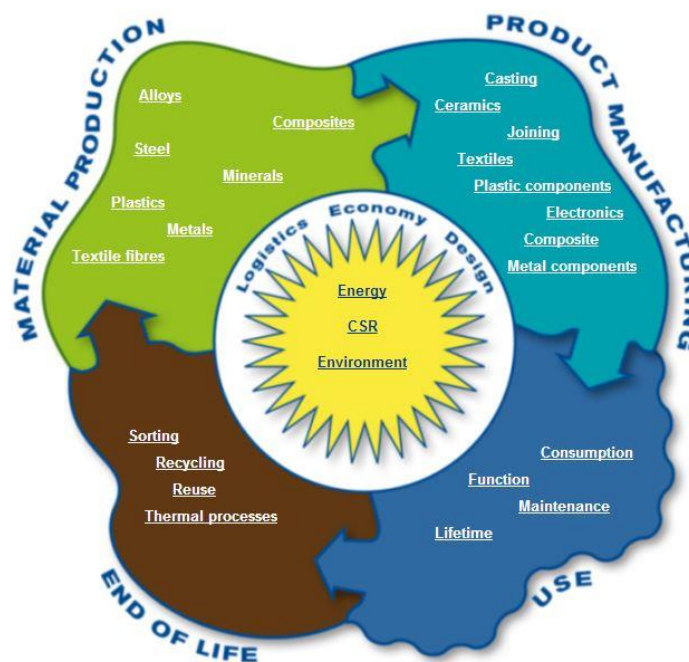 MATERIAL PRODUCTION
Alloys
Composites
Steel
Minerals
Plastics
Metals
Textile fibres
PRODUCT MANUFACTURING
Casting
Ceramics
Joining
Textiles
Plastic components
Electronics
Composite
Metal components
Logistics Economy Design
Energy
CSR
Environment
Sorting
Recycling
Reuse
Thermal processes
END OF LIFE
Consumption
Function
Maintenance
Lifetime
USE